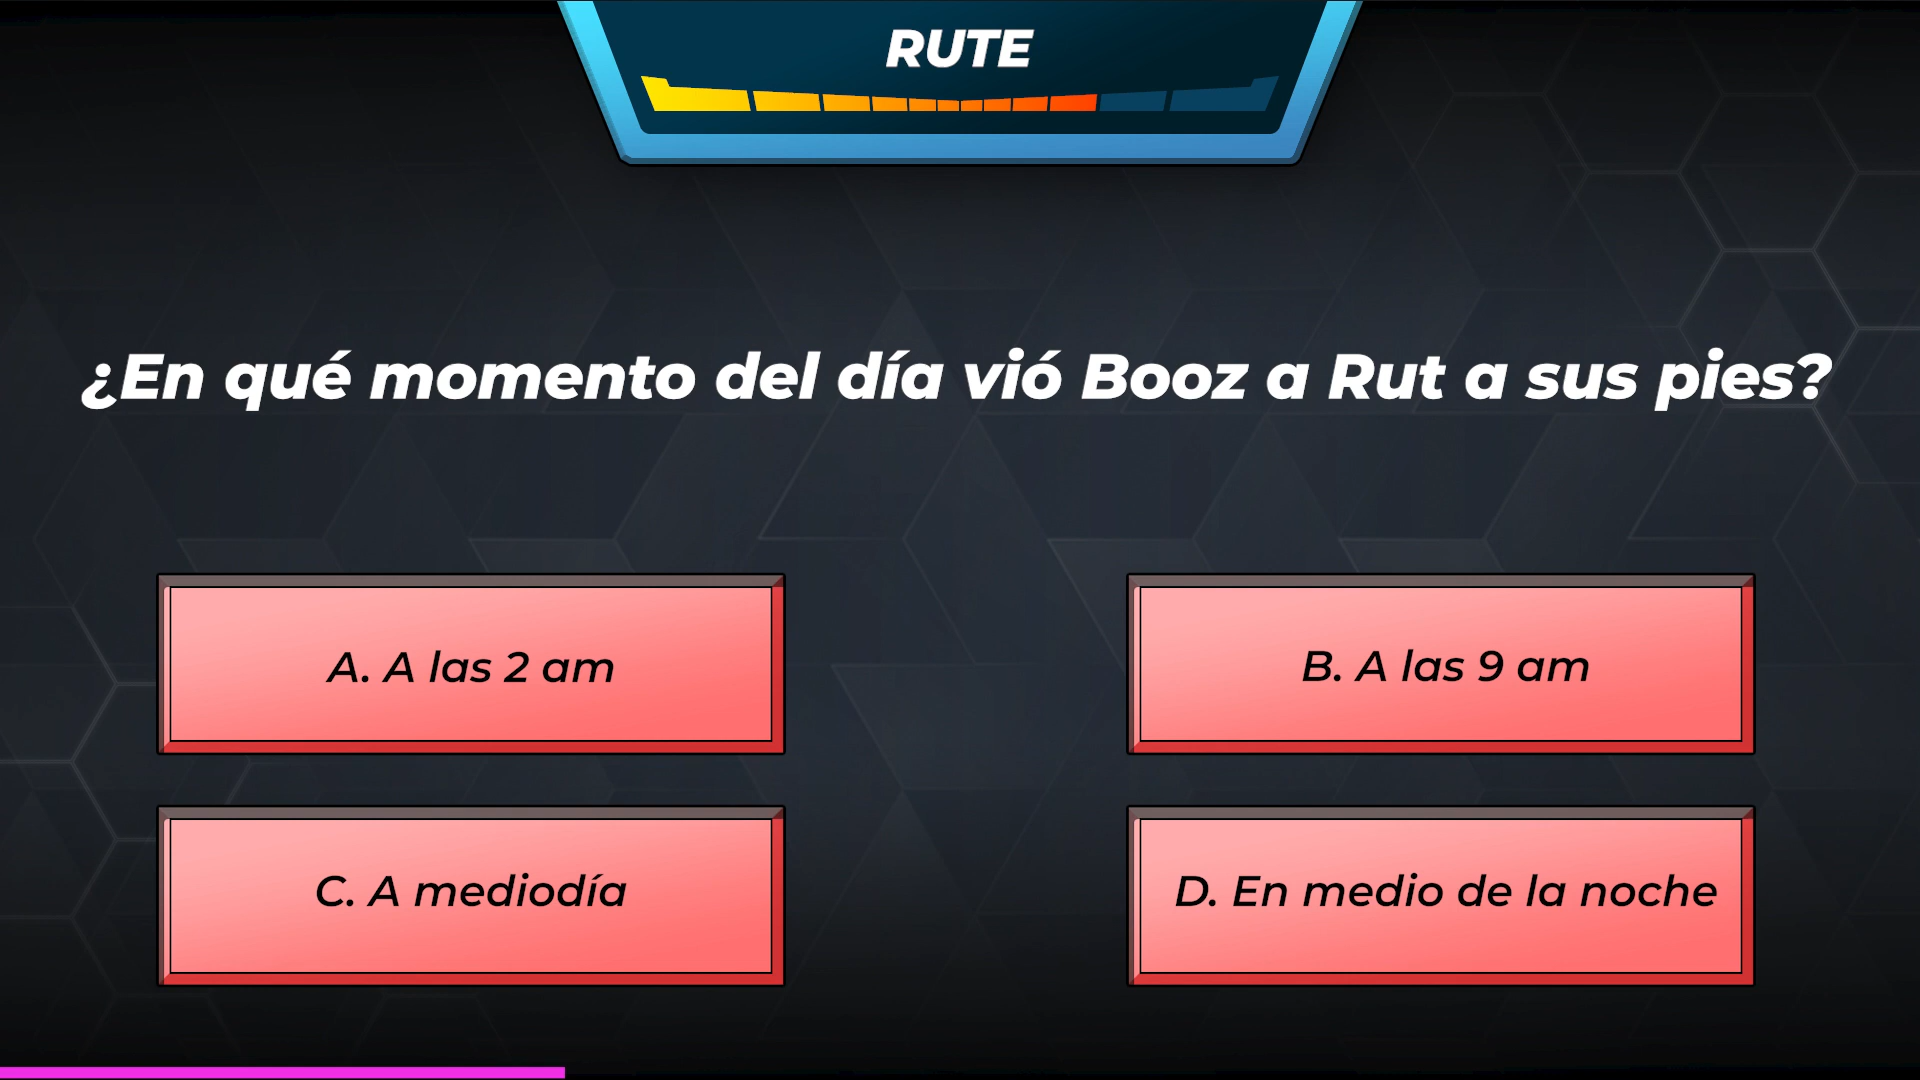 RUTE
¿En qué momento del día vió Booz a Rut a sus pies?
A. A las 2 am
B. A las 9 am
C. A mediodía
D. En medio de la noche